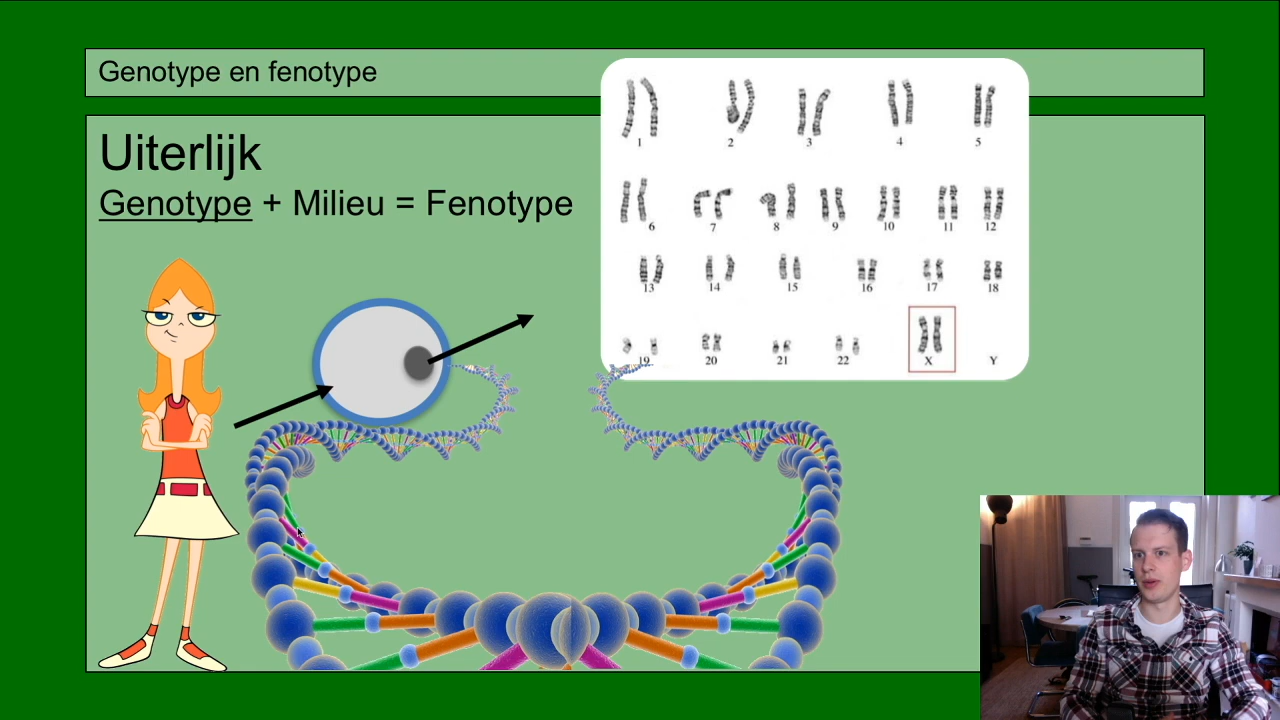 Genotype en fenotype
Uiterlijk
Genotype + Milieu = Fenotype
1 2 3 4 5
6 7 8 9 10 11 12
13 14 15 16 17 18
19 20 21 22 X Y